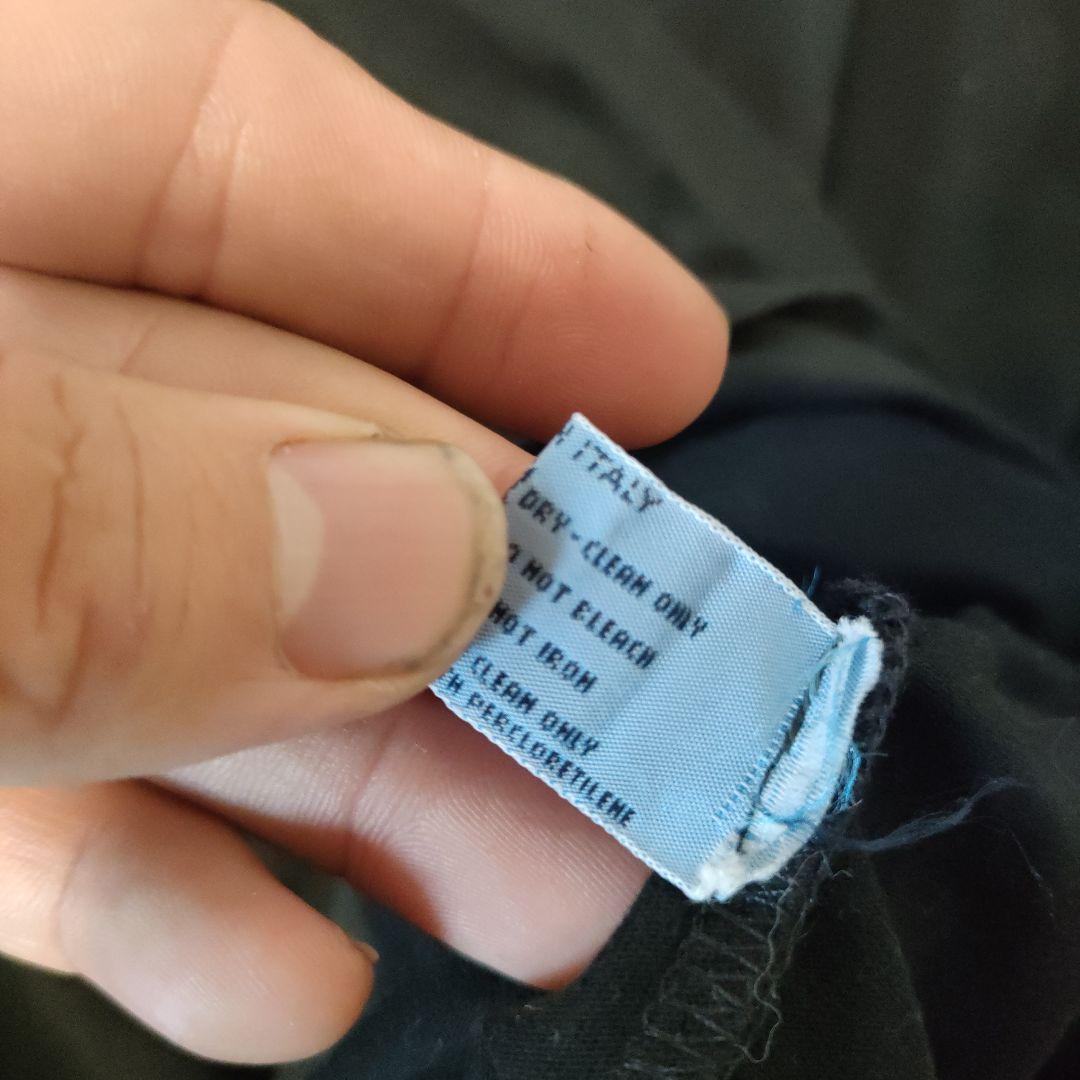 ITALY
DRY-CLEAN ONLY
NOT BLEACH
NOT IRON
CLEAN ONLY
PERCLORETILENE